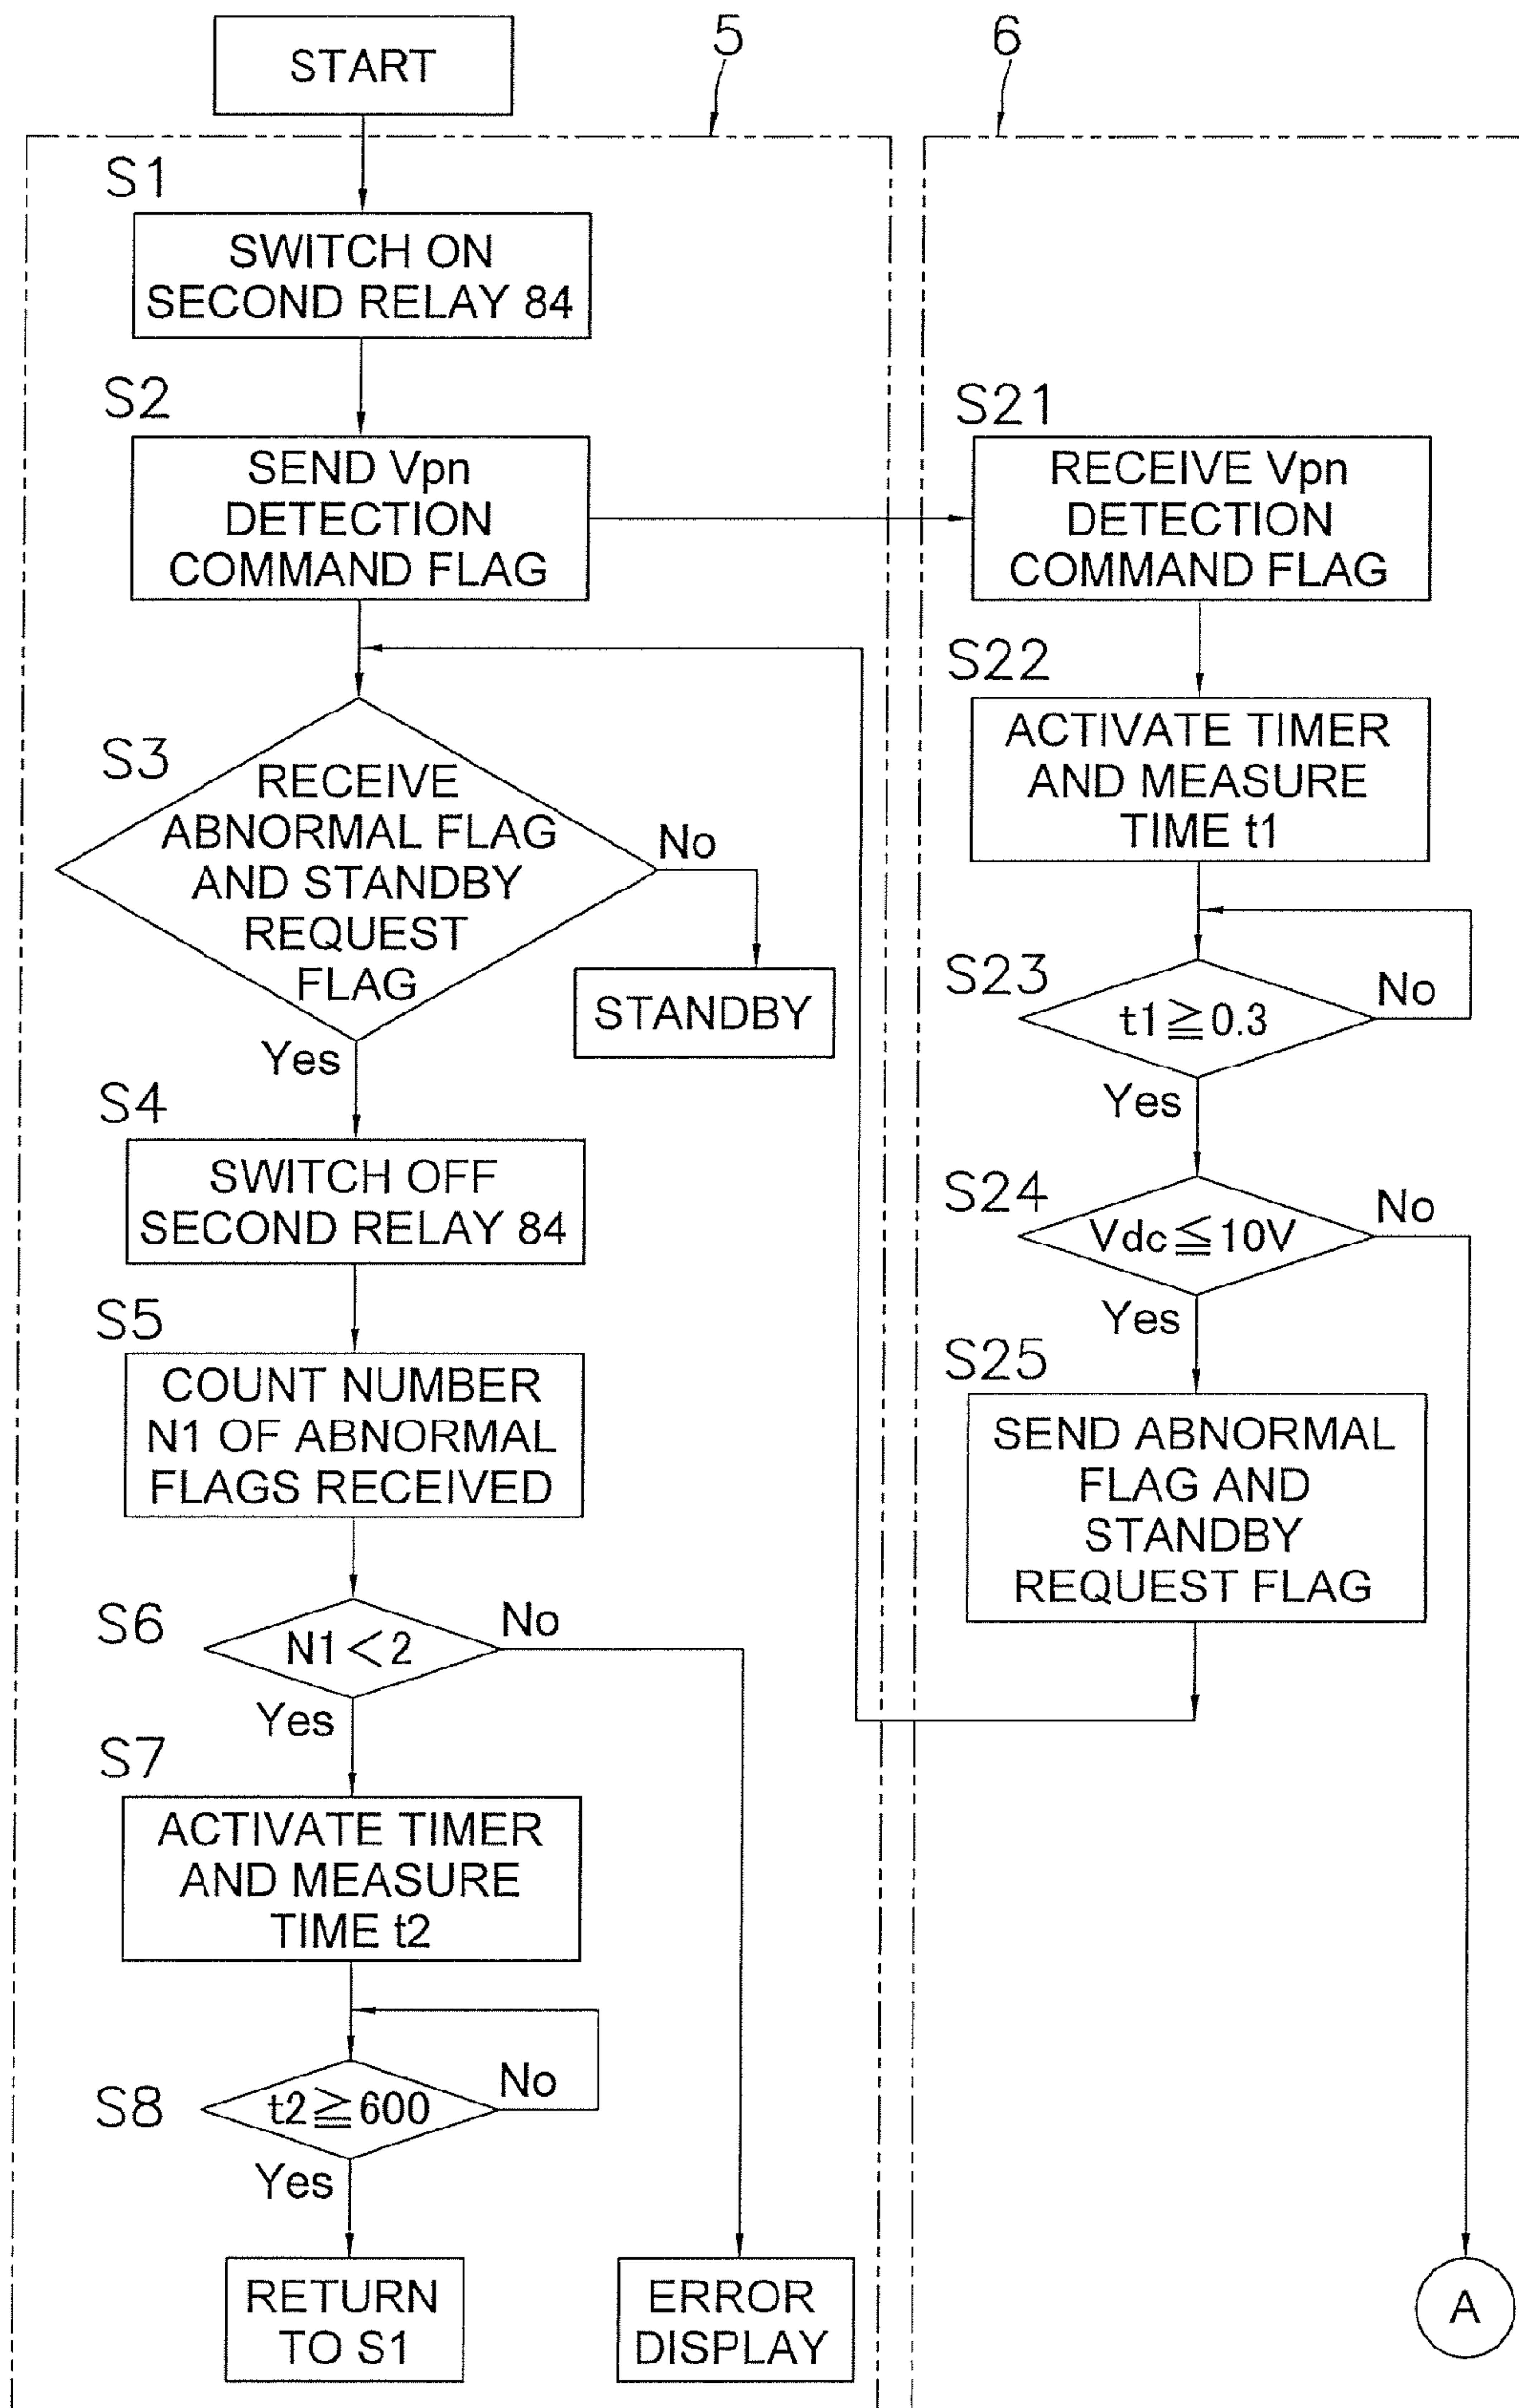 START
5
6
S1
SWITCH ON
SECOND RELAY 84
S2
SEND Vpn
DETECTION
COMMAND FLAG
S3
RECEIVE
ABNORMAL FLAG
AND STANDBY
REQUEST
FLAG
No
STANDBY
Yes
S4
SWITCH OFF
SECOND RELAY 84
S5
COUNT NUMBER
N1 OF ABNORMAL
FLAGS RECEIVED
S6
N1<2
No
Yes
S7
ACTIVATE TIMER
AND MEASURE
TIME t2
S8
t2≧600
No
Yes
RETURN
TO S1
ERROR
DISPLAY
S21
RECEIVE Vpn
DETECTION
COMMAND FLAG
S22
ACTIVATE TIMER
AND MEASURE
TIME t1
S23
t1≧0.3
No
Yes
S24
Vdc≦10V
No
Yes
S25
SEND ABNORMAL
FLAG AND
STANDBY
REQUEST FLAG
A